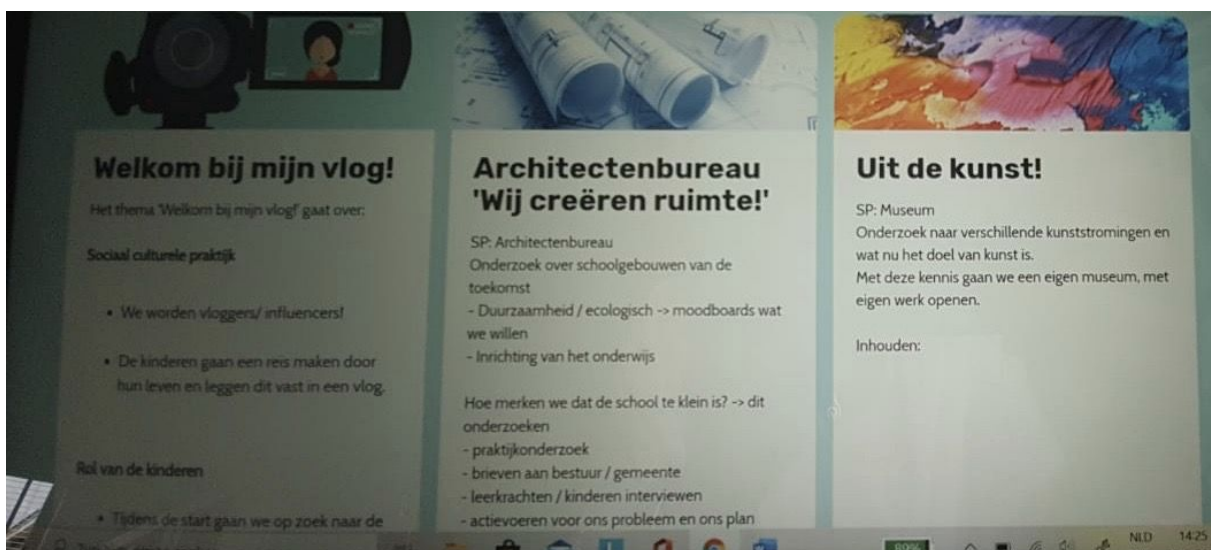 Welkom bij mijn vlog!
Het thema 'Welkom bij mijn vlog!' gaat over:
Sociaal culturele praktijk
• We worden vloggers/ influencers!
• De kinderen gaan een reis maken door
hun leven en leggen dit vast in een vlog.
Rol van de kinderen
• Tijdens de start gaan we op zoek naar de
Architectenbureau
'Wij creëren ruimte!'
SP: Architectenbureau
Onderzoek over schoolgebouwen van de
toekomst
- Duurzaamheid / ecologisch -> moodboards wat
we willen
- Inrichting van het onderwijs
Hoe merken we dat de school te klein is? -> dit
onderzoeken
- praktijkonderzoek
- brieven aan bestuur / gemeente
- leerkrachten / kinderen interviewen
- actievoeren voor ons probleem en ons plan
Uit de kunst!
SP: Museum
Onderzoek naar verschillende kunststromingen en
wat nu het doel van kunst is.
Met deze kennis gaan we een eigen museum, met
eigen werk openen.
Inhouden:
89%
NLD
14:25